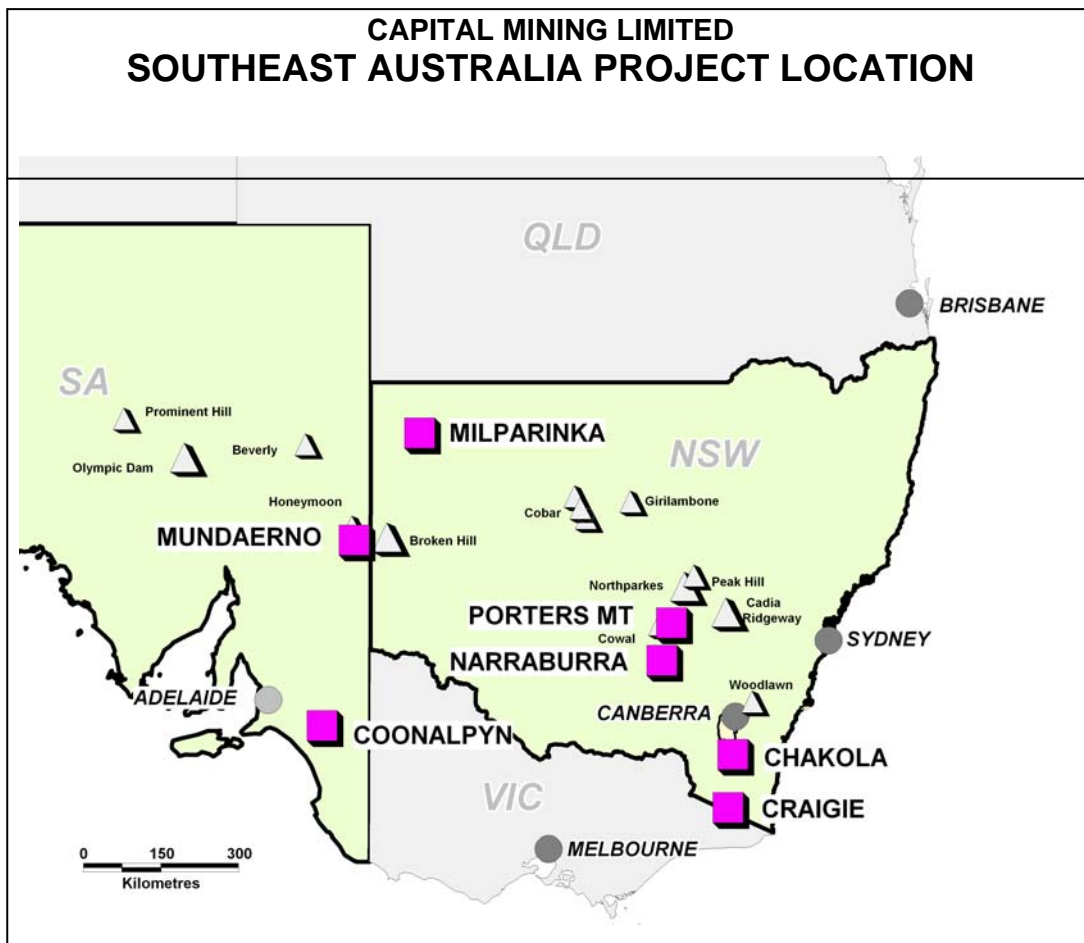 CAPITAL MINING LIMITED
SOUTHEAST AUSTRALIA PROJECT LOCATION
QLD
BRISBANE
SA
Prominent Hill
Olympic Dam
Beverly
MILPARINKA
NSW
Honeymoon
MUNDAERNO
Broken Hill
Cobar
Girilambone
Northparkes
Peak Hill
Cadia
Ridgeway
PORTERS MT
Cowal
SYDNEY
NARRABURRA
ADELAIDE
Woodlawn
CANBERRA
COONALPYN
CHAKOLA
VIC
CRAIGIE
MELBOURNE
0 150 300
Kilometres